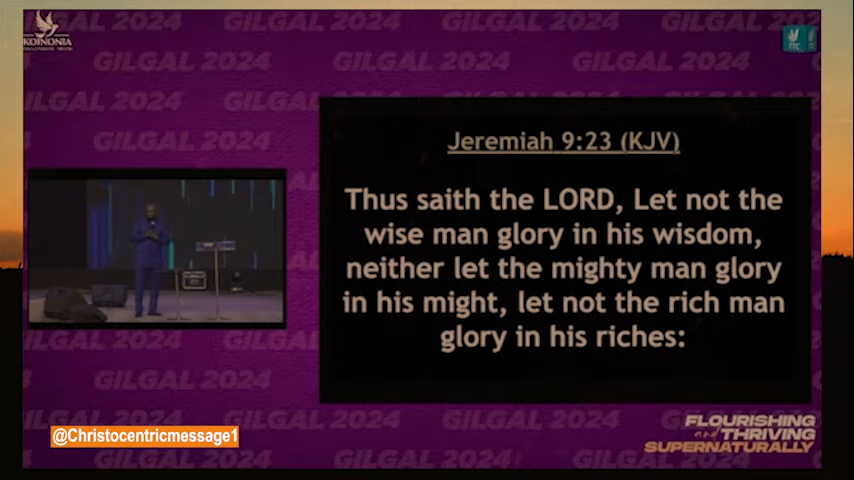 KOINONIA
GILGAL 2024
ITC
Jeremiah 9:23 (KJV)
Thus saith the LORD, Let not the
wise man glory in his wisdom,
neither let the mighty man glory
in his might, let not the rich man
glory in his riches:
@Christocentricmessage1
FLOURISHING
and THRIVING
SUPERNATURALLY